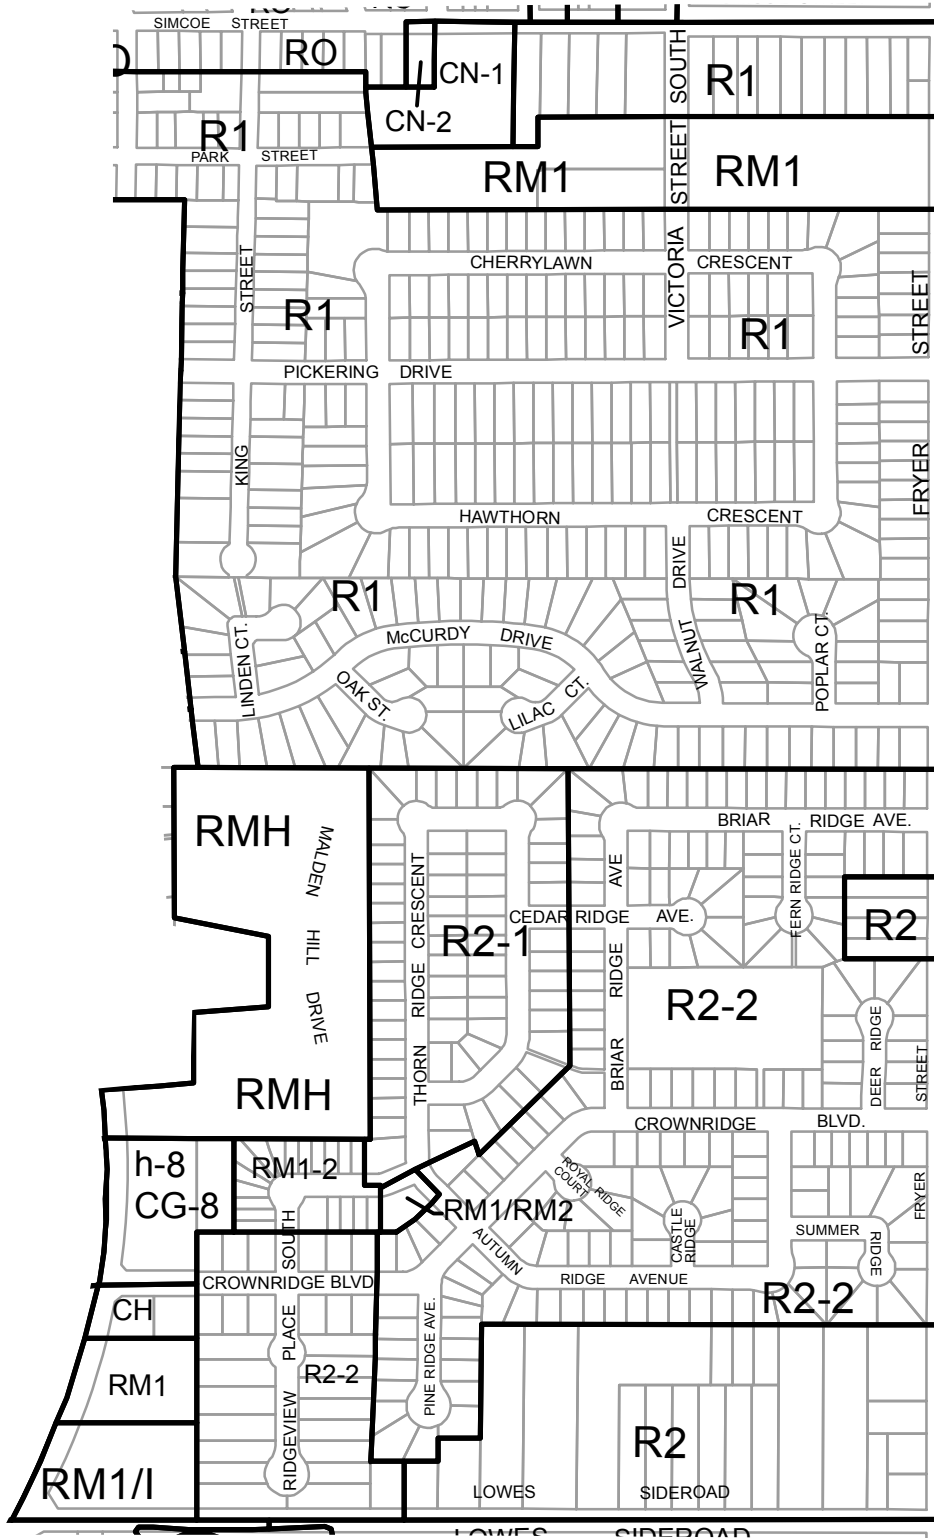 SIMCOE STREET
RO
CN-1
CN-2
R1
SOUTH
R1
PARK STREET
STREET
RM1
RM1
CHERRYLAWN CRESCENT
VICTORIA
STREET
R1
R1
STREET
PICKERING DRIVE
KING
FRYER
HAWTHORN CRESCENT
DRIVE
R1
R1
McCURDY DRIVE
WALNUT
POPLAR CT.
LINDEN CT.
OAK ST.
LILAC CT.
RMH
MALDEN
HILL
DRIVE
RMH
BRIAR RIDGE AVE.
AVE
FERN RIDGE CT.
CRESCENT
CEDAR RIDGE AVE.
R2-1
R2
RIDGE
RIDGE
R2-2
RIDGE
DEER
STREET
THORN
BRIAR
CROWNRIDGE BLVD.
h-8
CG-8
RM1-2
RM1/RM2
ROYAL RIDGE
COURT
CASTLE
RIDGE
FRYER
SUMMER
RIDGE
SOUTH
AUTUMN
RIDGE AVENUE
CROWNRIDGE BLVD
R2-2
CH
PLACE
PINE RIDGE AVE.
RM1
R2-2
RIDGEVIEW
R2
RM1/I
LOWES SIDEROAD